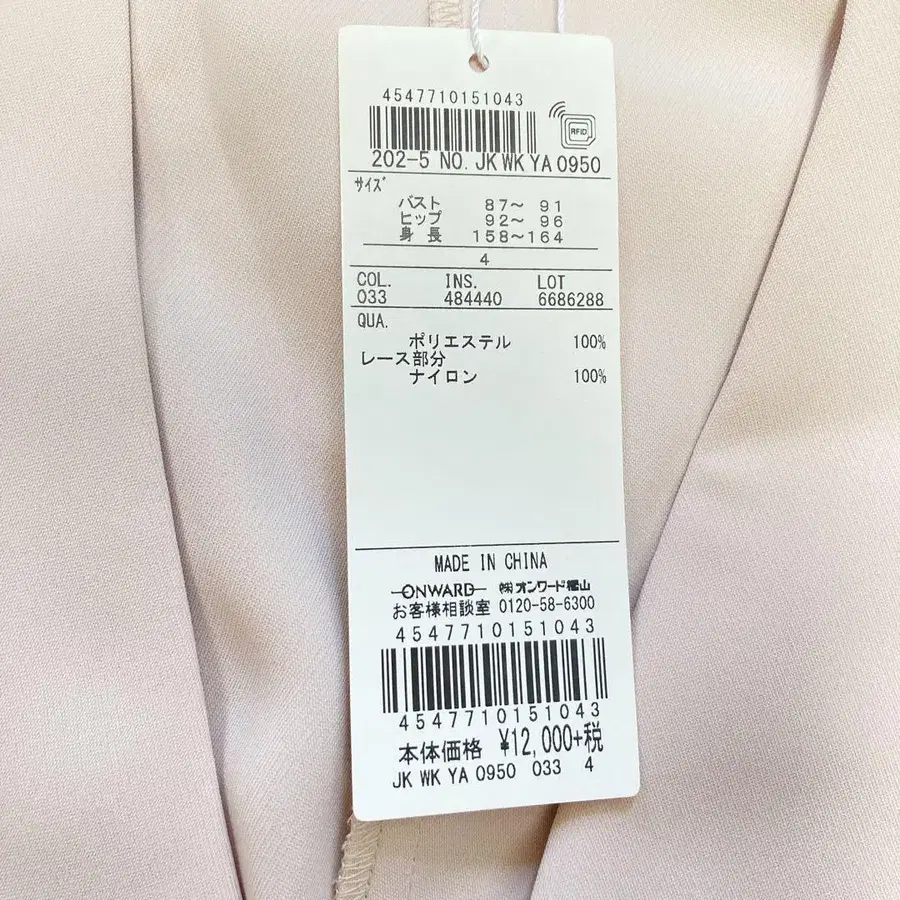 4547710151043
RFID
202-5 NO. JK WK YA 0950
サイズ
バスト 87〜 91
ヒップ 92〜 96
身長 158〜164
4
COL. INS. LOT
033 484440 6686288
QUA.
ポリエステル 100%
レース部分
ナイロン 100%
MADE IN CHINA
ONWARD ㈱オンワード樫山
お客様相談室 0120-58-6300
4547710151043
4547710151043
本体価格 ¥12,000+税
JK WK YA 0950 033 4